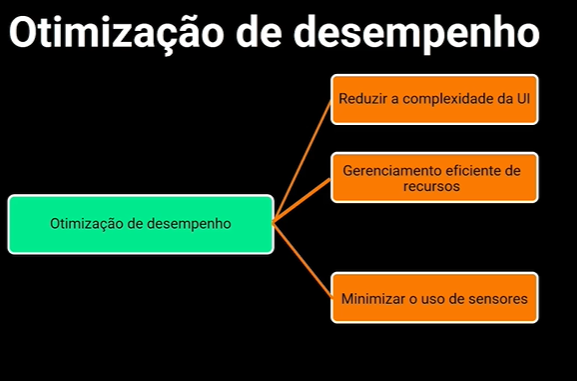 Otimização de desempenho
Reduzir a complexidade da UI
Gerenciamento eficiente de
recursos
Otimização de desempenho
Minimizar o uso de sensores